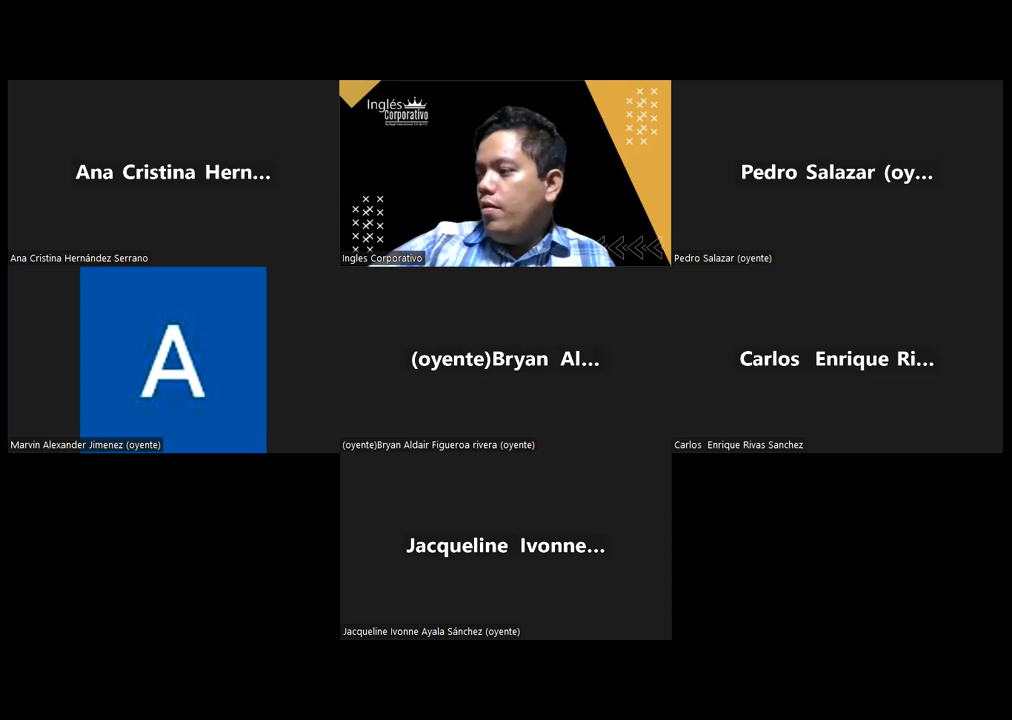 Ana Cristina Hern...
Ana Cristina Hernández Serrano
Inglés
Corporativo
Ingles Corporativo
Pedro Salazar (oy...
Pedro Salazar (oyente)
A
Marvin Alexander Jimenez (oyente)
(oyente)Bryan Al...
(oyente)Bryan Aldair Figueroa rivera (oyente)
Carlos Enrique Ri...
Carlos Enrique Rivas Sanchez
Jacqueline Ivonne...
Jacqueline Ivonne Ayala Sánchez (oyente)